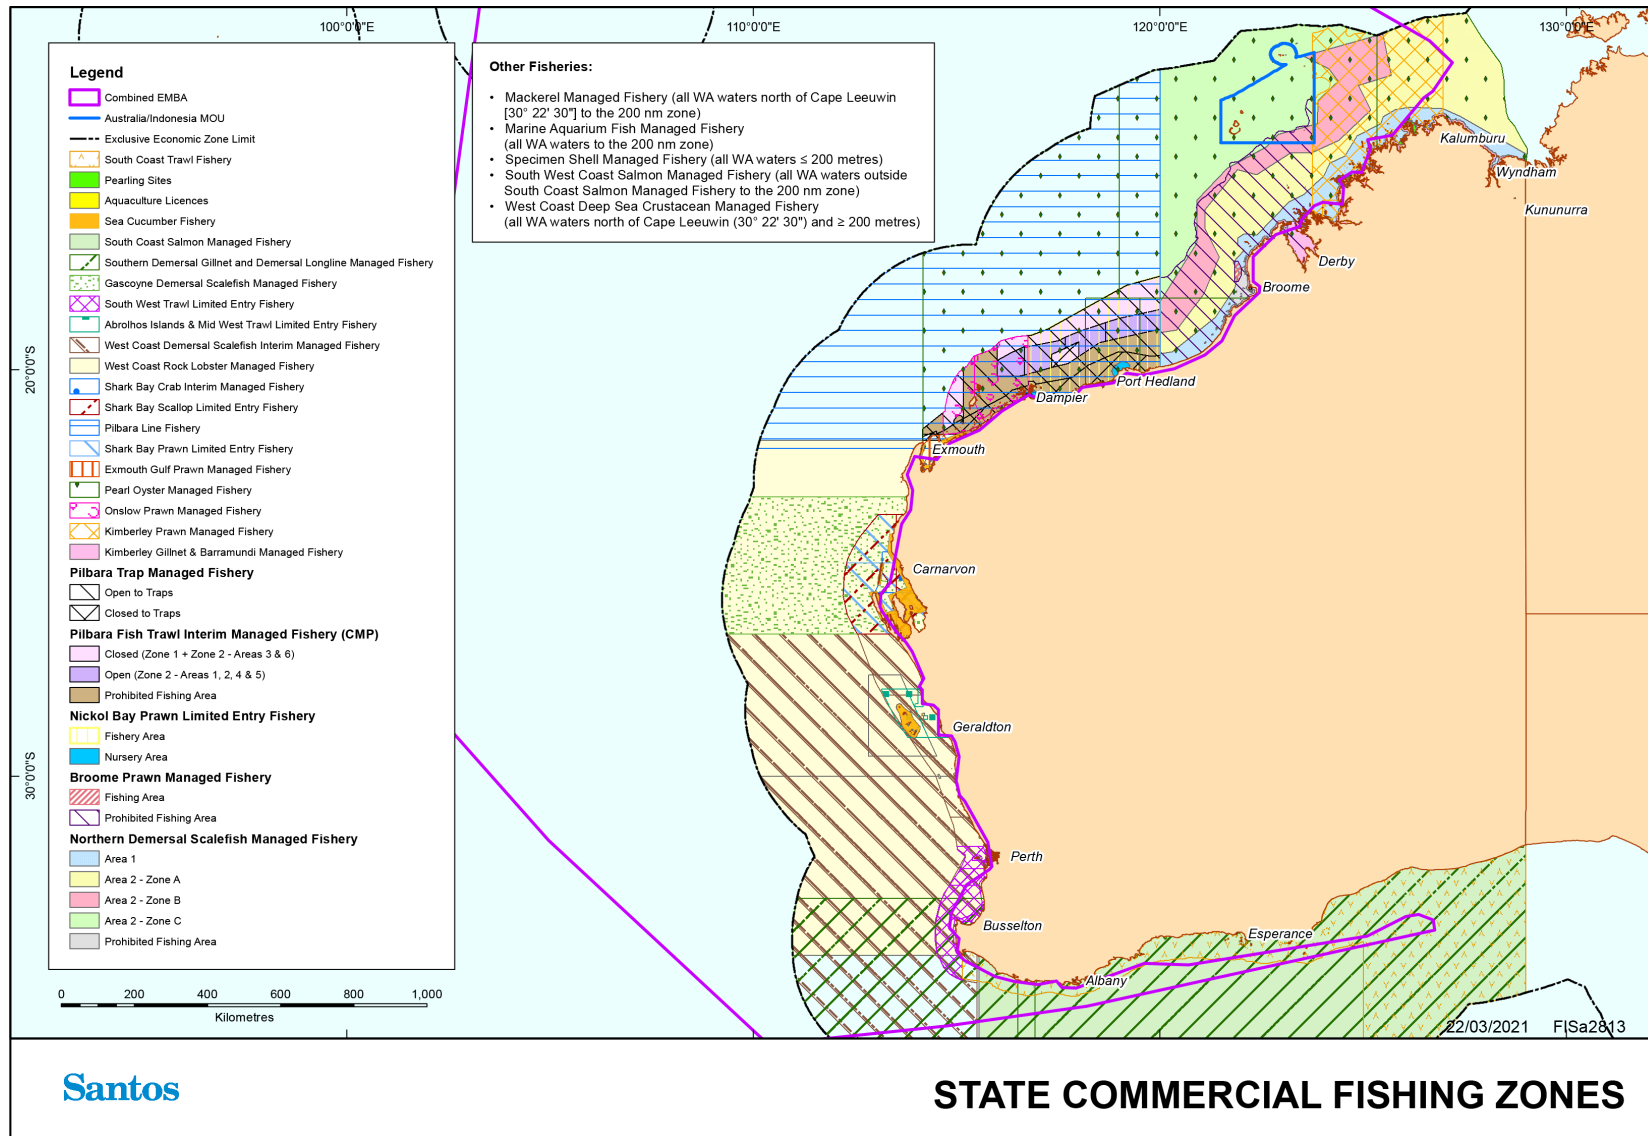 100°0'0"E
110°0'0"E
120°0'0"E
130°0'0"E
20°0'0"S
30°0'0"S
Legend
Combined EMBA
Australia/Indonesia MOU
Exclusive Economic Zone Limit
South Coast Trawl Fishery
Pearling Sites
Aquaculture Licences
Sea Cucumber Fishery
South Coast Salmon Managed Fishery
Southern Demersal Gillnet and Demersal Longline Managed Fishery
Gascoyne Demersal Scalefish Managed Fishery
South West Trawl Limited Entry Fishery
Abrolhos Islands & Mid West Trawl Limited Entry Fishery
West Coast Demersal Scalefish Interim Managed Fishery
West Coast Rock Lobster Managed Fishery
Shark Bay Crab Interim Managed Fishery
Shark Bay Scallop Limited Entry Fishery
Pilbara Line Fishery
Shark Bay Prawn Limited Entry Fishery
Exmouth Gulf Prawn Managed Fishery
Pearl Oyster Managed Fishery
Onslow Prawn Managed Fishery
Kimberley Prawn Managed Fishery
Kimberley Gillnet & Barramundi Managed Fishery
Pilbara Trap Managed Fishery
Open to Traps
Closed to Traps
Pilbara Fish Trawl Interim Managed Fishery (CMP)
Closed (Zone 1 + Zone 2 - Areas 3 & 6)
Open (Zone 2 - Areas 1, 2, 4 & 5)
Prohibited Fishing Area
Nickol Bay Prawn Limited Entry Fishery
Fishery Area
Nursery Area
Broome Prawn Managed Fishery
Fishing Area
Prohibited Fishing Area
Northern Demersal Scalefish Managed Fishery
Area 1
Area 2 - Zone A
Area 2 - Zone B
Area 2 - Zone C
Prohibited Fishing Area
0 200 400 600 800 1,000
Kilometres
Other Fisheries:
• Mackerel Managed Fishery (all WA waters north of Cape Leeuwin
[30° 22' 30"] to the 200 nm zone)
• Marine Aquarium Fish Managed Fishery
(all WA waters to the 200 nm zone)
• Specimen Shell Managed Fishery (all WA waters ≤ 200 metres)
• South West Coast Salmon Managed Fishery (all WA waters outside
South Coast Salmon Managed Fishery to the 200 nm zone)
• West Coast Deep Sea Crustacean Managed Fishery
(all WA waters north of Cape Leeuwin (30° 22' 30") and ≥ 200 metres)
Kalumburu
Wyndham
Kununurra
Derby
Broome
Port Hedland
Dampier
Exmouth
Carnarvon
Geraldton
Perth
Busselton
Esperance
Albany
22/03/2021 FISa2813
Santos
STATE COMMERCIAL FISHING ZONES